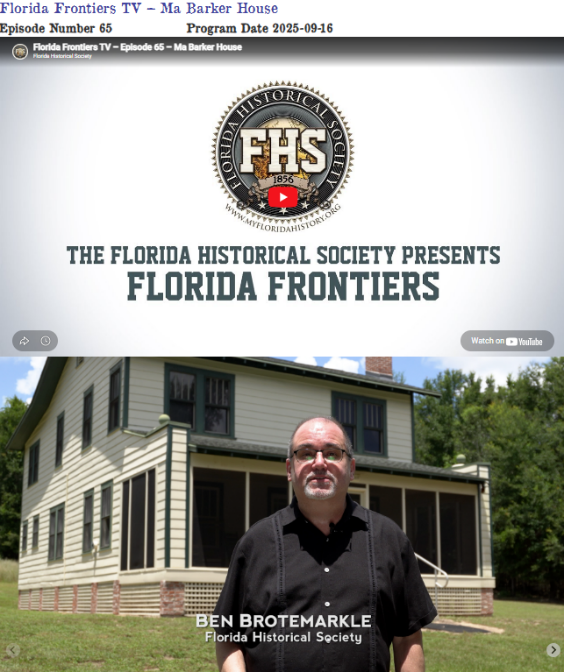 Florida Frontiers TV – Ma Barker House
Episode Number 65 Program Date 2025-09-16
Florida Frontiers TV – Episode 65 – Ma Barker House
Florida Historical Society
FLORIDA HISTORICAL SOCIETY
FHS
1856
WWW.MYFLORIDAHISTORY.ORG
THE FLORIDA HISTORICAL SOCIETY PRESENTS
FLORIDA FRONTIERS
Watch on YouTube
BEN BROTEMARKLE
Florida Historical Society